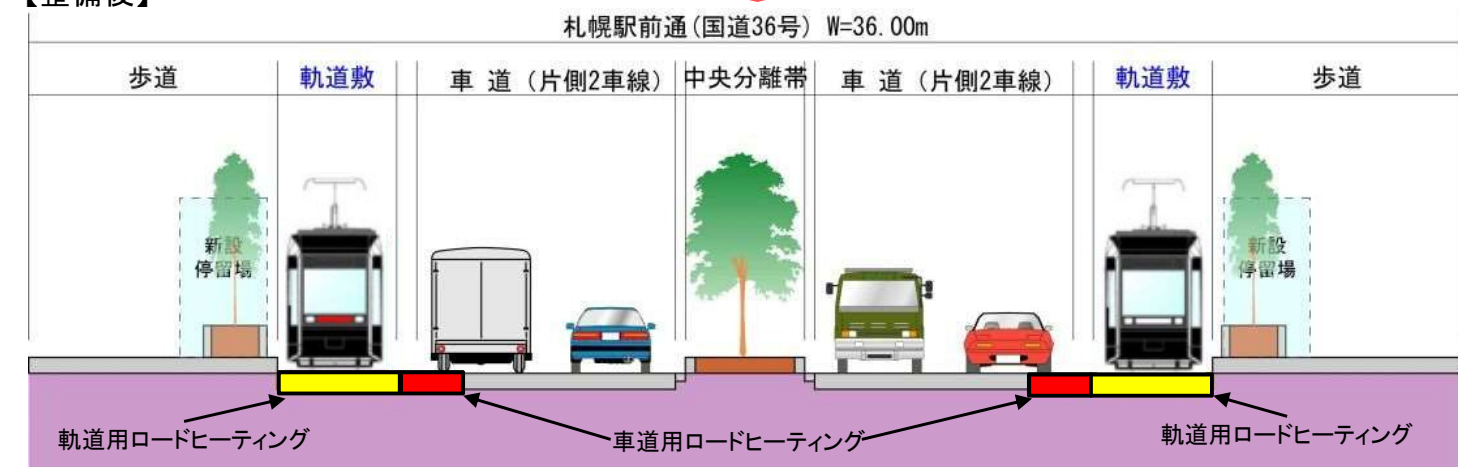 【整備後】
札幌駅前通(国道36号) W=36.00m
歩道
軌道敷
車 道 (片側2車線)
中央分離帯
車 道 (片側2車線)
軌道敷
歩道
新設
停留場
新設
停留場
軌道用ロードヒーティング
車道用ロードヒーティング
軌道用ロードヒーティング